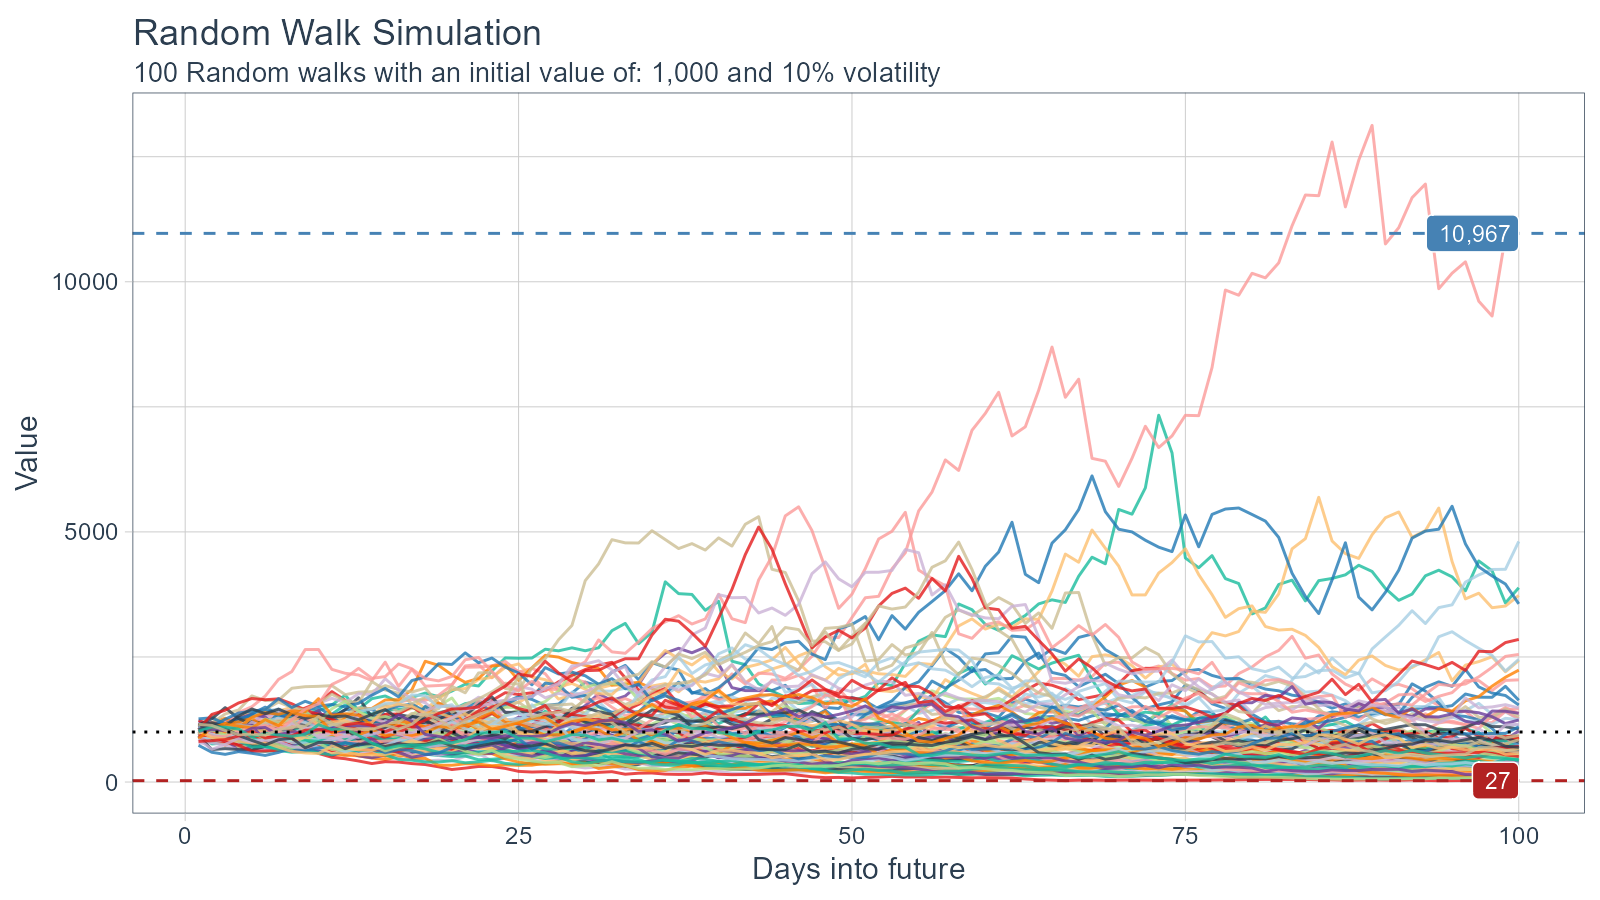 Random Walk Simulation
100 Random walks with an initial value of: 1,000 and 10% volatility
Value
10000
5000
0
10,967
27
0 25 50 75 100
Days into future